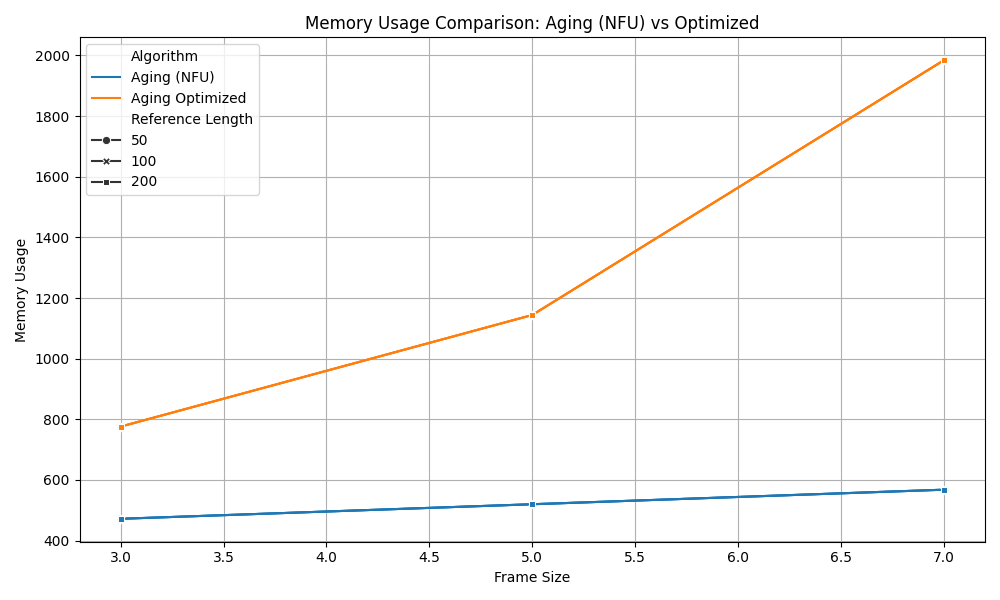 Memory Usage Comparison: Aging (NFU) vs Optimized
Algorithm
Aging (NFU)
Aging Optimized
Reference Length
50
100
200
Memory Usage
2000
1800
1600
1400
1200
1000
800
600
400
3.0 3.5 4.0 4.5 5.0 5.5 6.0 6.5 7.0
Frame Size